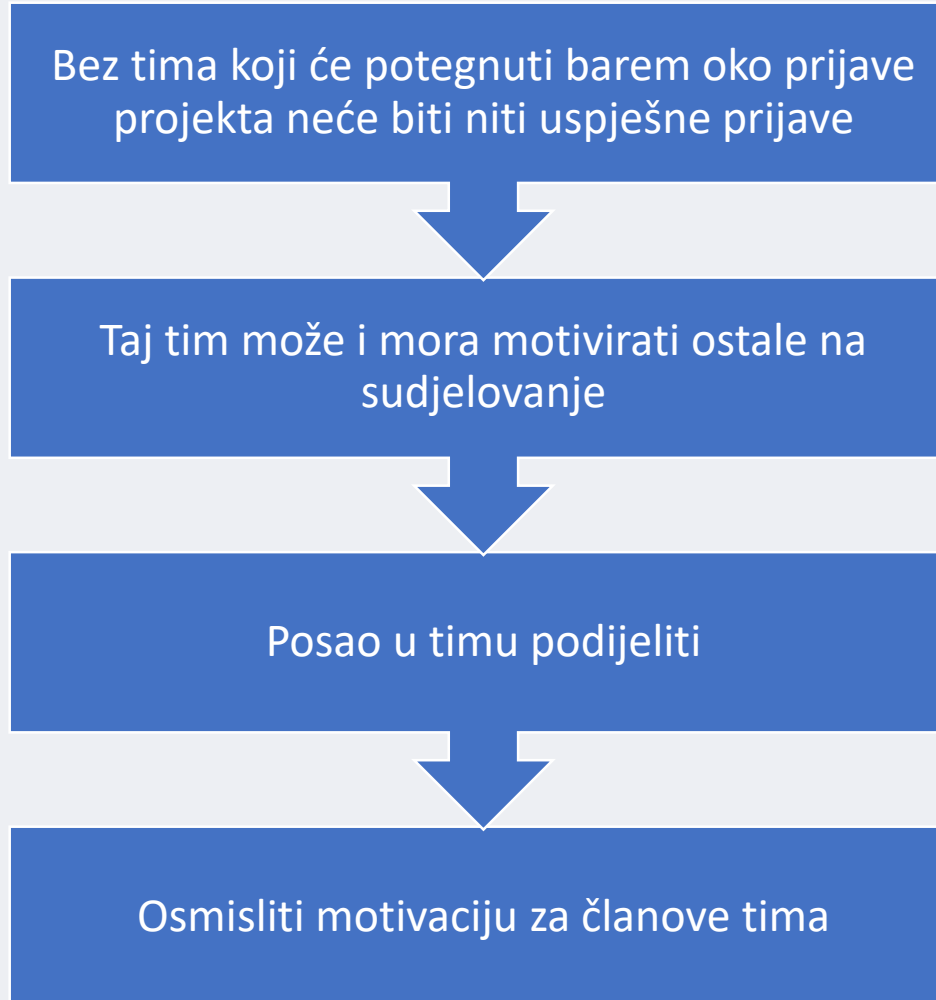 Bez tima koji će potegnuti barem oko prijave
projekta neće biti niti uspješne prijave
Taj tim može i mora motivirati ostale na
sudjelovanje
Posao u timu podijeliti
Osmisliti motivaciju za članove tima